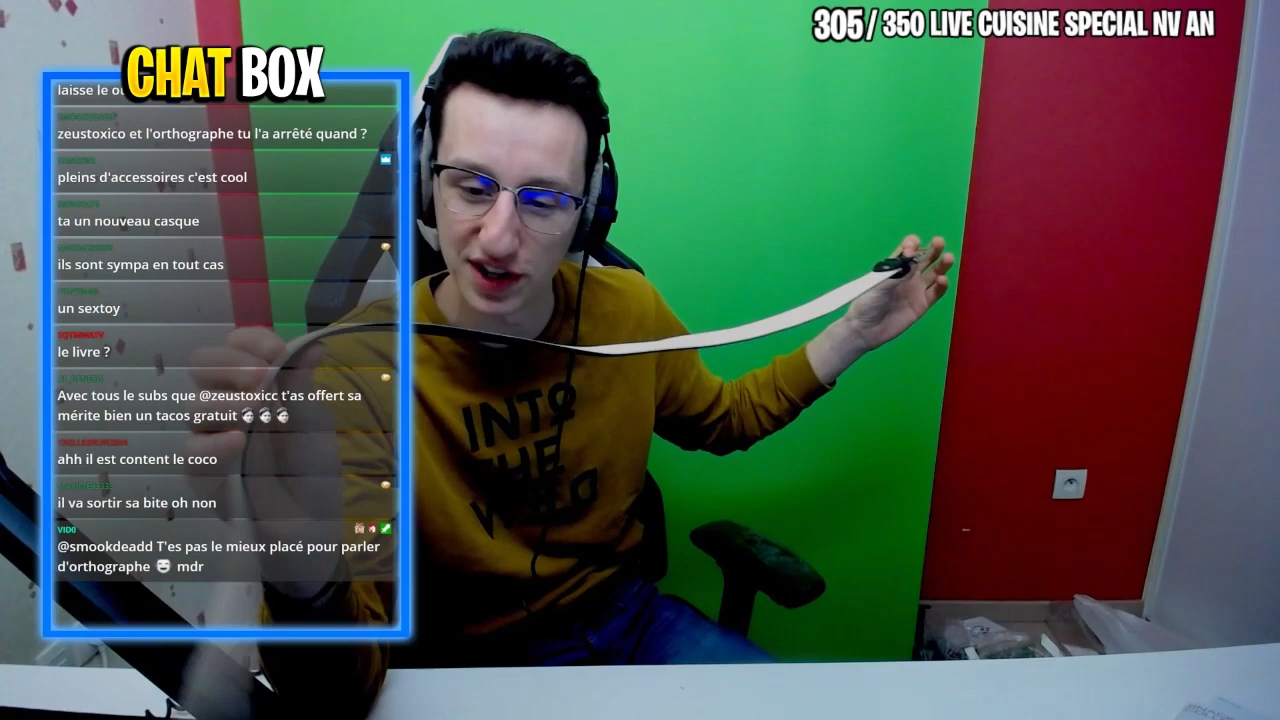 305/ 350 LIVE CUISINE SPECIAL NV AN
CHAT BOX
laisse le
zeustoxico et l'orthographe tu l'a arrêté quand ?
pleins d'accessoires c'est cool
ta un nouveau casque
ils sont sympa en tout cas
un sextoy
le livre ?
Avec tous le subs que @zeustoxicc t'as offert sa
mérite bien un tacos gratuit
ahh il est content le coco
il va sortir sa bite oh non
VID0
@smookdeadd T'es pas le mieux placé pour parler
d'orthographe mdr
INTO
THE
WILD